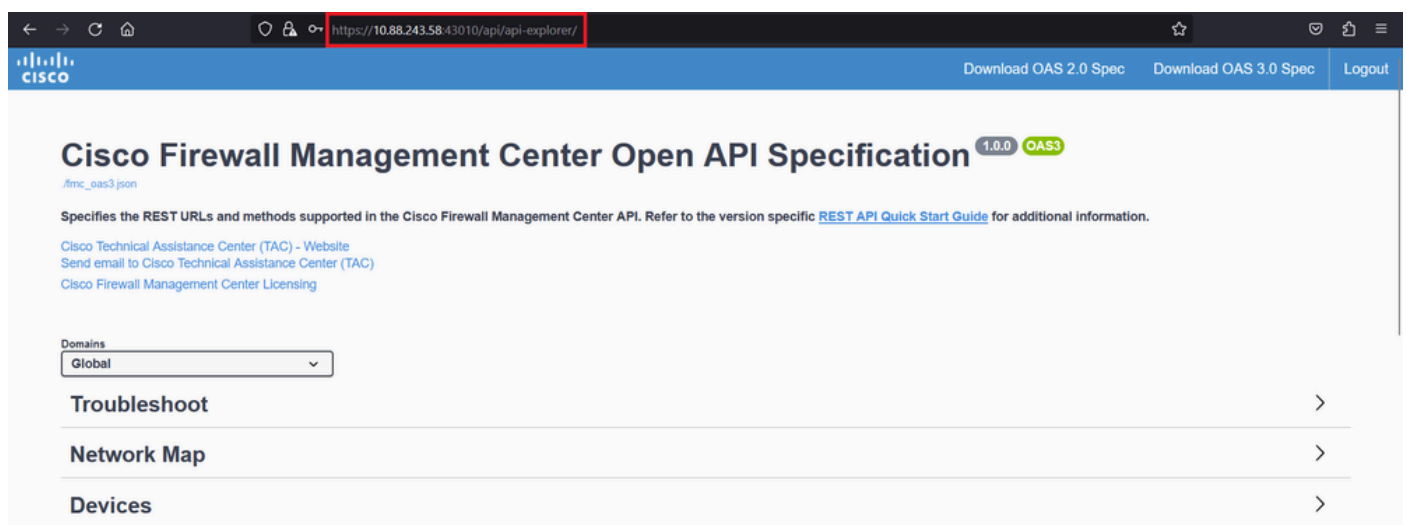 https://10.88.243.58:43010/api/api-explorer/
CISCO
Download OAS 2.0 Spec Download OAS 3.0 Spec Logout
Cisco Firewall Management Center Open API Specification 1.0.0 OAS3
./fmc_oas3.json
Specifies the REST URLs and methods supported in the Cisco Firewall Management Center API. Refer to the version specific REST API Quick Start Guide for additional information.
Cisco Technical Assistance Center (TAC) - Website
Send email to Cisco Technical Assistance Center (TAC)
Cisco Firewall Management Center Licensing
Domains
Global
Troubleshoot
Network Map
Devices